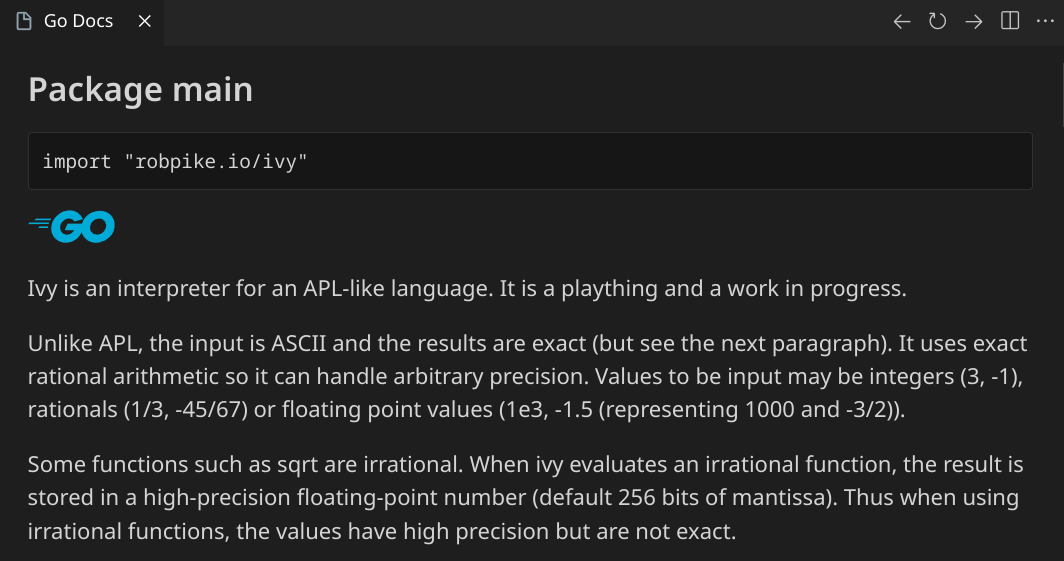 Go Docs
Package main
import "robpike.io/ivy"
GO
Ivy is an interpreter for an APL-like language. It is a plaything and a work in progress.
Unlike APL, the input is ASCII and the results are exact (but see the next paragraph). It uses exact
rational arithmetic so it can handle arbitrary precision. Values to be input may be integers (3, -1),
rationals (1/3, -45/67) or floating point values (1e3, -1.5 (representing 1000 and -3/2)).
Some functions such as sqrt are irrational. When ivy evaluates an irrational function, the result is
stored in a high-precision floating-point number (default 256 bits of mantissa). Thus when using
irrational functions, the values have high precision but are not exact.